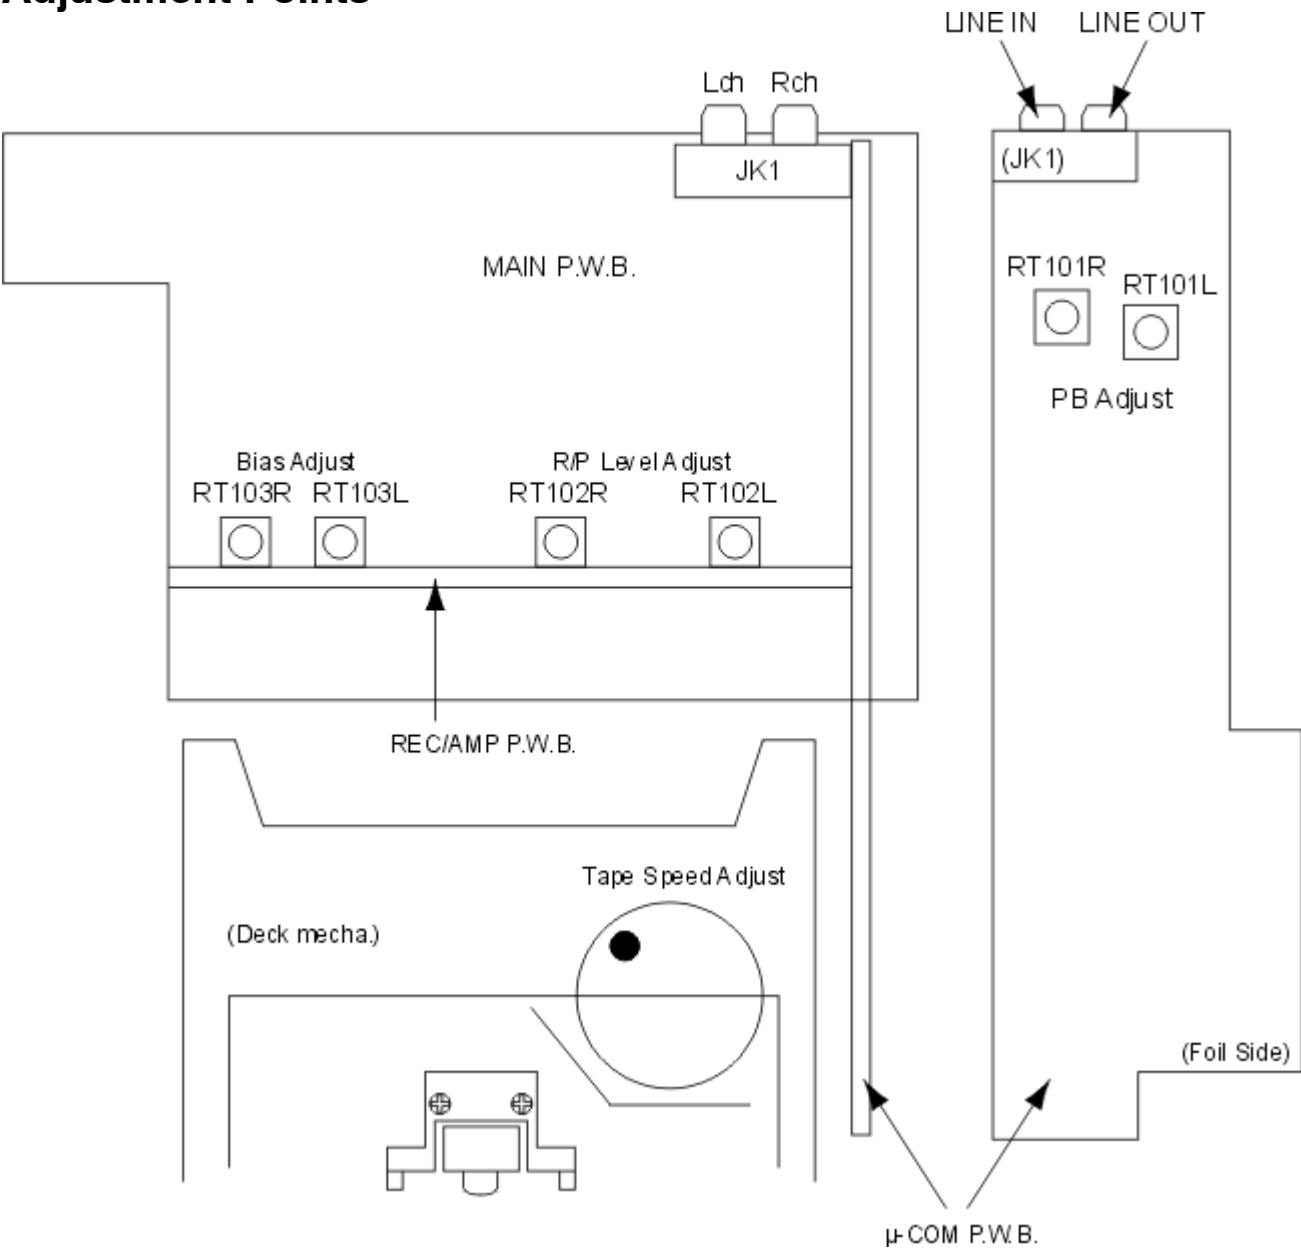 Adjustment Points
LINE IN LINE OUT
Lch Rch
JK1
(JK1)
MAIN P.W.B.
RT101R
RT101L
PB Adjust
Bias Adjust
R/P Level Adjust
RT103R RT103L
RT102R
RT102L
REC/AMP P.W.B.
Tape Speed Adjust
(Deck mecha.)
(Foil Side)
μ-COM P.W.B.